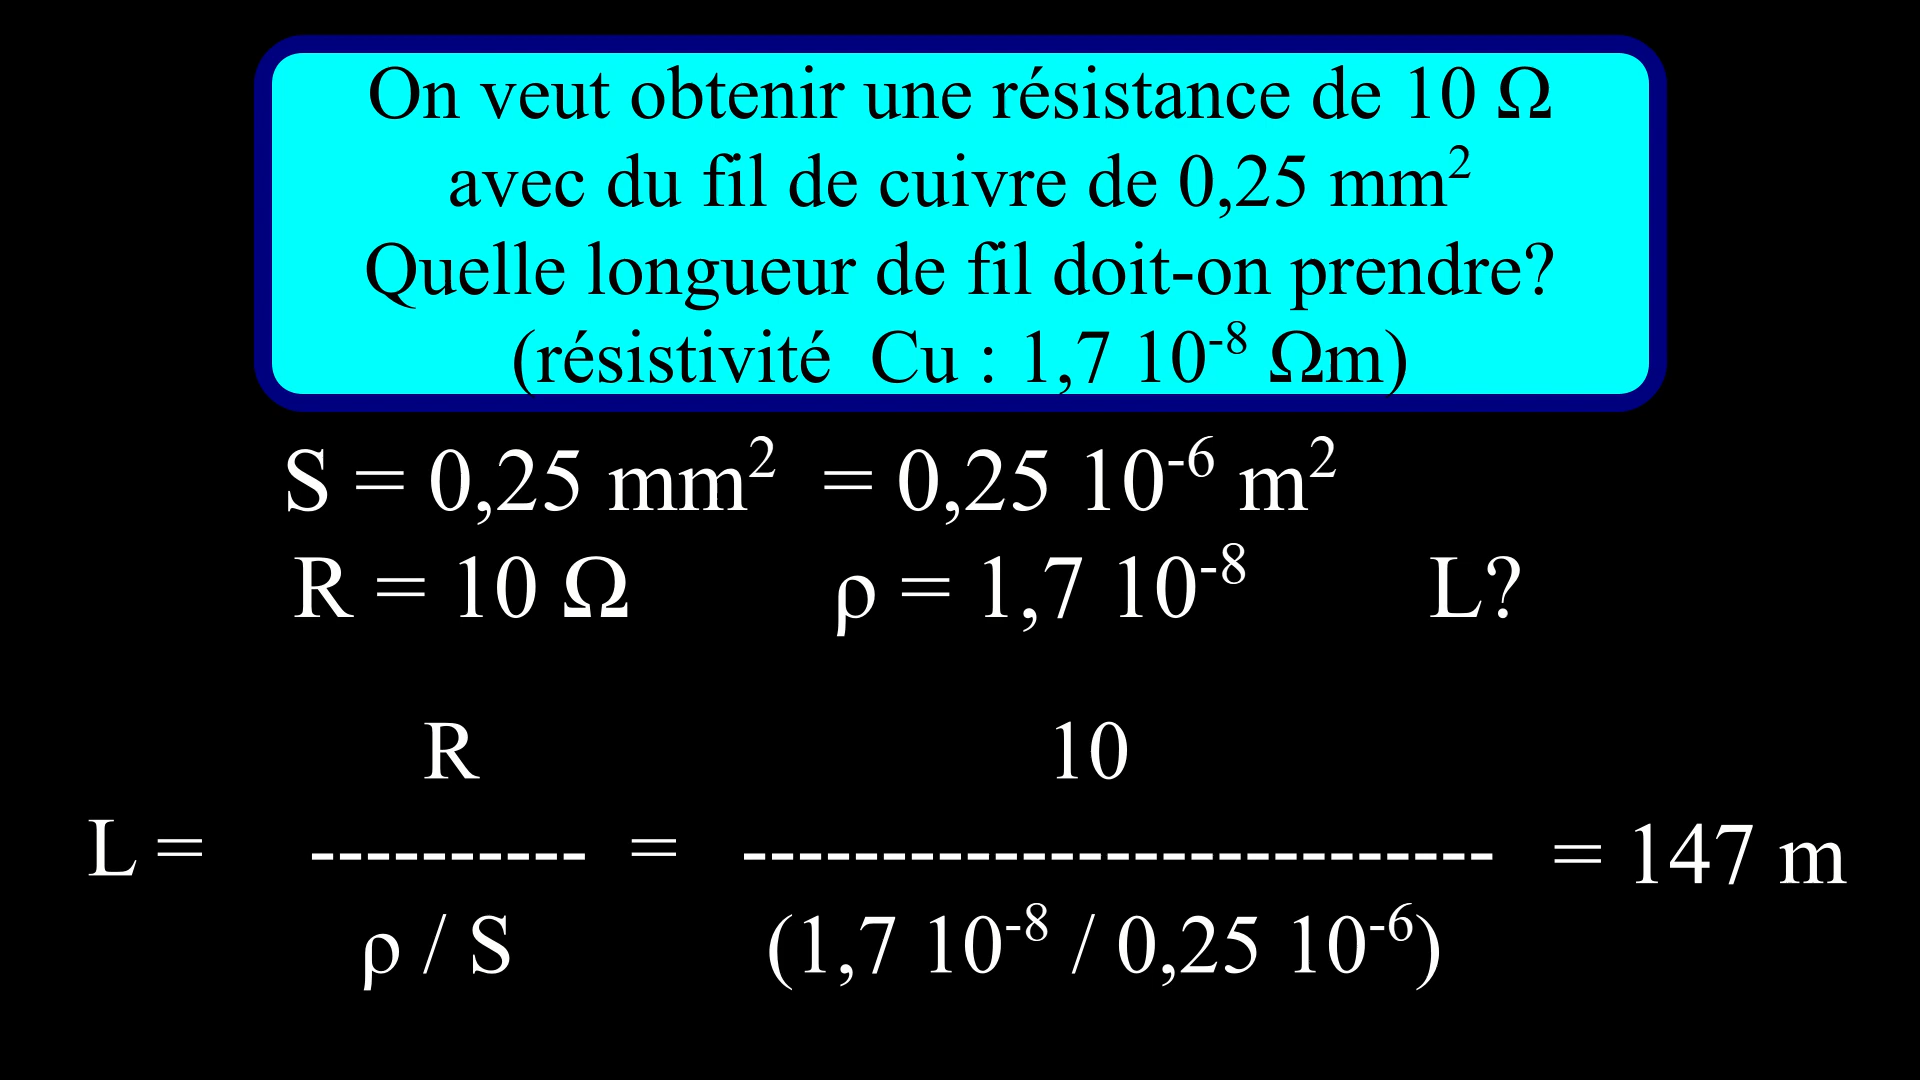 On veut obtenir une résistance de 10 Ω
avec du fil de cuivre de 0,25 mm²
Quelle longueur de fil doit-on prendre?
(résistivité  Cu : 1,7 10⁻⁸ Ωm)
S = 0,25 mm²  = 0,25 10⁻⁶ m²
R = 10 Ω ρ = 1,7 10⁻⁸ L?
R 10
L = ---------- = --------------------------- = 147 m
ρ / S (1,7 10⁻⁸ / 0,25 10⁻⁶)